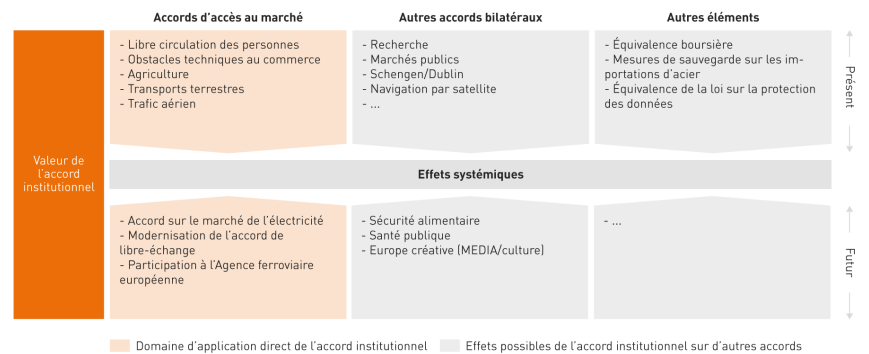 Accords d’accès au marché
Autres accords bilatéraux
Autres éléments
Valeur de
l’accord
institutionnel
- Libre circulation des personnes
- Obstacles techniques au commerce
- Agriculture
- Transports terrestres
- Trafic aérien
- Recherche
- Marchés publics
- Schengen/Dublin
- Navigation par satellite
- ...
- Équivalence boursière
- Mesures de sauvegarde sur les im-
portations d’acier
- Équivalence de la loi sur la protection
des données
Présent
Effets systémiques
- Accord sur le marché de l’électricité
- Modernisation de l’accord de
libre-échange
- Participation à l’Agence ferroviaire
européenne
- Sécurité alimentaire
- Santé publique
- Europe créative (MEDIA/culture)
- ...
Futur
Domaine d’application direct de l’accord institutionnel
Effets possibles de l’accord institutionnel sur d’autres accords